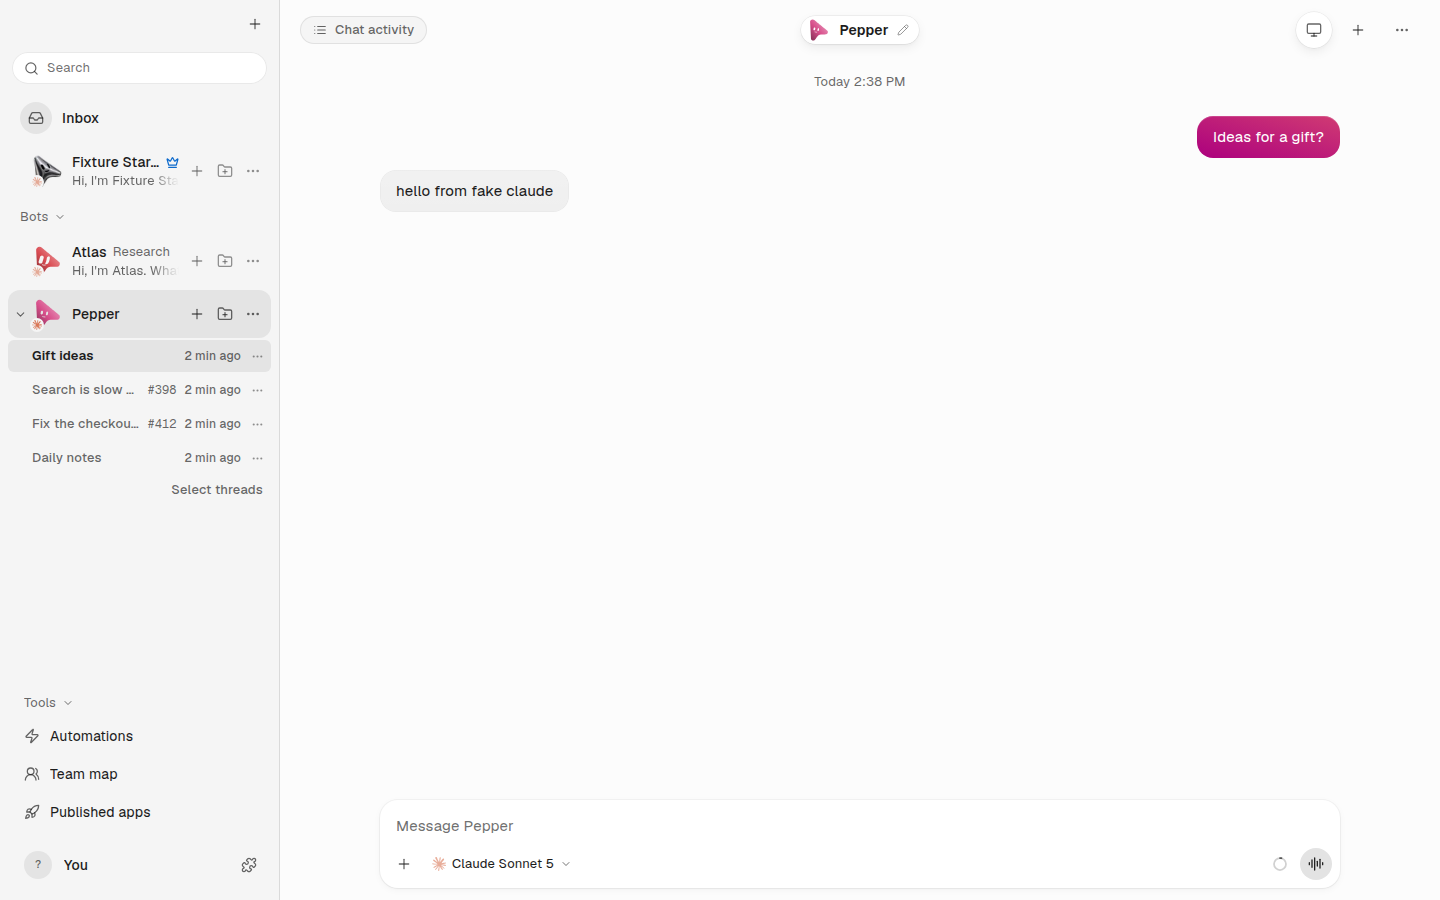 Search
Inbox
Fixture Star...
Hi, I'm Fixture Sta
Bots
Atlas Research
Hi, I'm Atlas. Wha
Pepper
Gift ideas 2 min ago
Search is slow ... #398 2 min ago
Fix the checkou... #412 2 min ago
Daily notes 2 min ago
Select threads
Tools
Automations
Team map
Published apps
? You
Chat activity
Pepper
Today 2:38 PM
Ideas for a gift?
hello from fake claude
Message Pepper
Claude Sonnet 5